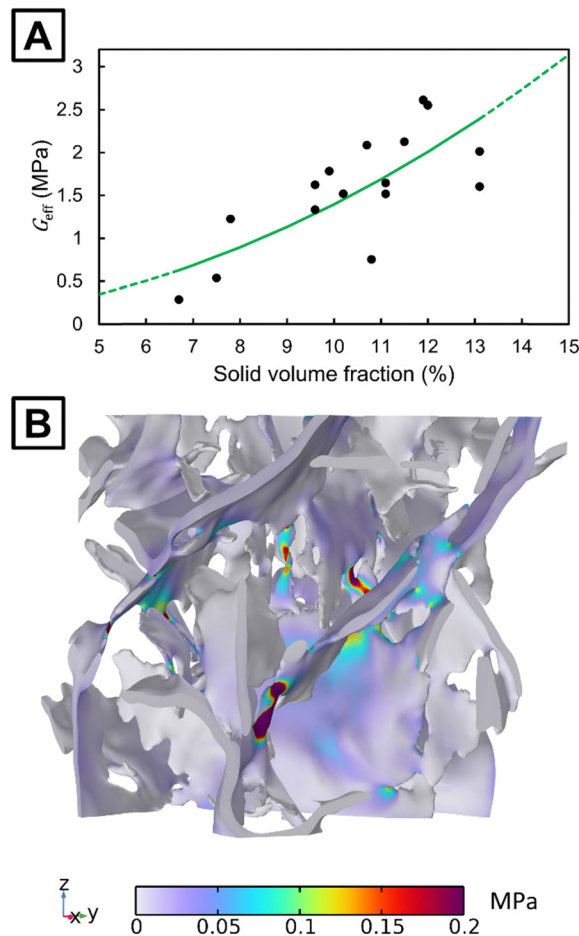 A
3
2.5
2
1.5
1
0.5
0
G_eff (MPa)
5 6 7 8 9 10 11 12 13 14 15
Solid volume fraction (%)
B
z
x y
0 0.05 0.1 0.15 0.2
MPa